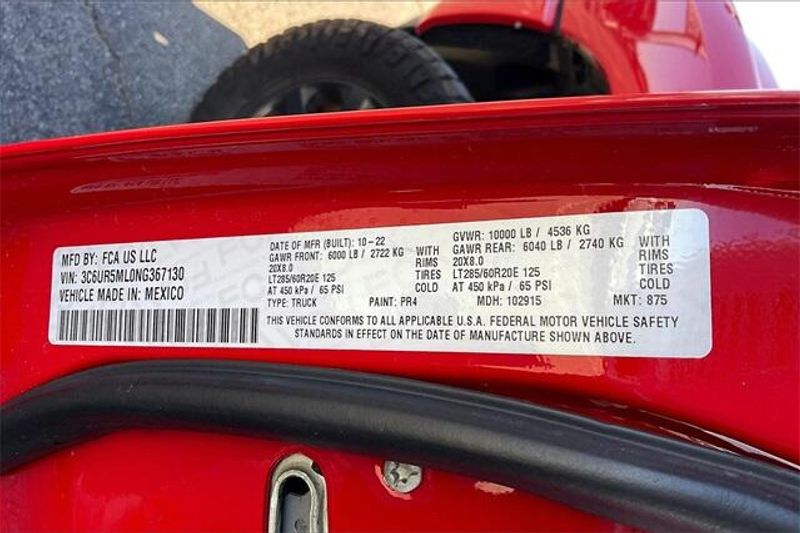 MFD BY: FCA US LLC
VIN: 3C6UR5ML0NG367130
VEHICLE MADE IN: MEXICO
DATE OF MFR (BUILT): 10-22
GAWR FRONT: 6000 LB / 2722 KG WITH
20X8.0 RIMS
LT285/60R20E 125 TIRES
AT 450 kPa / 65 PSI COLD
GVWR: 10000 LB / 4536 KG
GAWR REAR: 6040 LB / 2740 KG WITH
20X8.0 RIMS
LT285/60R20E 125 TIRES
AT 450 kPa / 65 PSI COLD
TYPE: TRUCK PAINT: PR4 MDH: 102915 MKT: 875
THIS VEHICLE CONFORMS TO ALL APPLICABLE U.S.A. FEDERAL MOTOR VEHICLE SAFETY
STANDARDS IN EFFECT ON THE DATE OF MANUFACTURE SHOWN ABOVE.